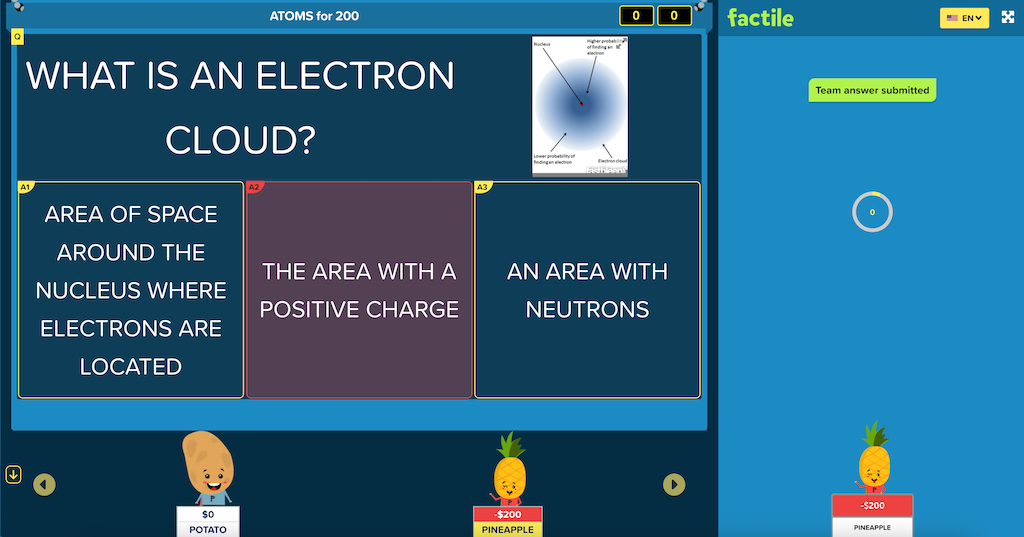 ATOMS for 200
0 0
factile
EN
Q
WHAT IS AN ELECTRON
CLOUD?
Nucleus
Higher probability
of finding an
electron
Lower probability of
finding an electron
Electron cloud
Team answer submitted
0
A1
AREA OF SPACE
AROUND THE
NUCLEUS WHERE
ELECTRONS ARE
LOCATED
A2
THE AREA WITH A
POSITIVE CHARGE
A3
AN AREA WITH
NEUTRONS
P
$0
POTATO
P
-$200
PINEAPPLE
P
-$200
PINEAPPLE